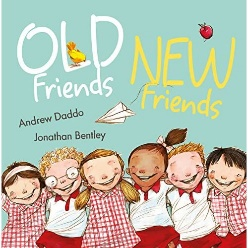 OLD NEW
Friends Friends
Andrew Daddo
Jonathan Bentley